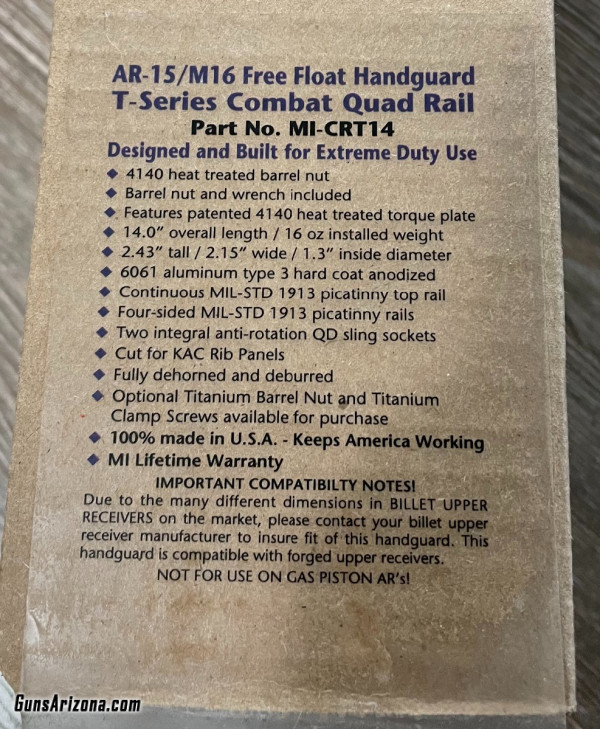 AR-15/M16 Free Float Handguard
T-Series Combat Quad Rail
Part No. MI-CRT14
Designed and Built for Extreme Duty Use
◆ 4140 heat treated barrel nut
◆ Barrel nut and wrench included
◆ Features patented 4140 heat treated torque plate
◆ 14.0" overall length / 16 oz installed weight
◆ 2.43" tall / 2.15" wide / 1.3" inside diameter
◆ 6061 aluminum type 3 hard coat anodized
◆ Continuous MIL-STD 1913 picatinny top rail
◆ Four-sided MIL-STD 1913 picatinny rails
◆ Two integral anti-rotation QD sling sockets
◆ Cut for KAC Rib Panels
◆ Fully dehorned and deburred
◆ Optional Titanium Barrel Nut and Titanium
Clamp Screws available for purchase
◆ 100% made in U.S.A. - Keeps America Working
◆ MI Lifetime Warranty
IMPORTANT COMPATIBILTY NOTES!
Due to the many different dimensions in BILLET UPPER
RECEIVERS on the market, please contact your billet upper
receiver manufacturer to insure fit of this handguard. This
handguard is compatible with forged upper receivers.
NOT FOR USE ON GAS PISTON AR's!
GunsArizona.com